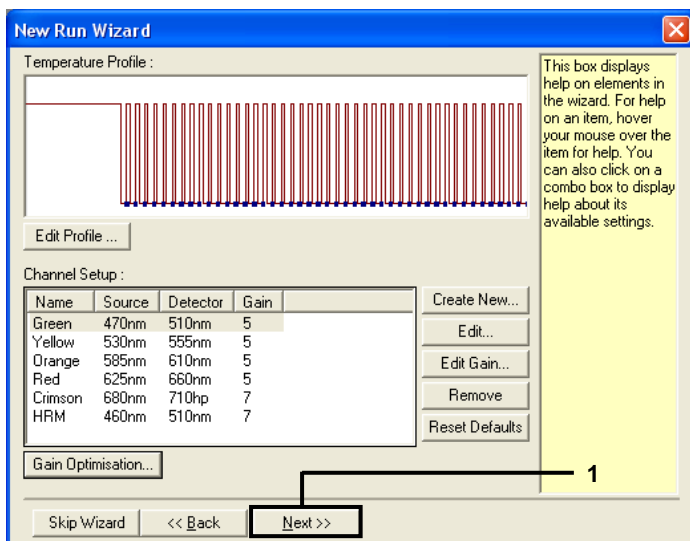 New Run Wizard
Temperature Profile :
Edit Profile ...
Channel Setup :
Name Source Detector Gain
Green 470nm 510nm 5
Yellow 530nm 555nm 5
Orange 585nm 610nm 5
Red 625nm 660nm 5
Crimson 680nm 710hp 7
HRM 460nm 510nm 7
Create New...
Edit...
Edit Gain...
Remove
Reset Defaults
Gain Optimisation...
This box displays
help on elements in
the wizard. For help
on an item, hover
your mouse over the
item for help. You
can also click on a
combo box to display
help about its
available settings.
1
Skip Wizard << Back Next >>